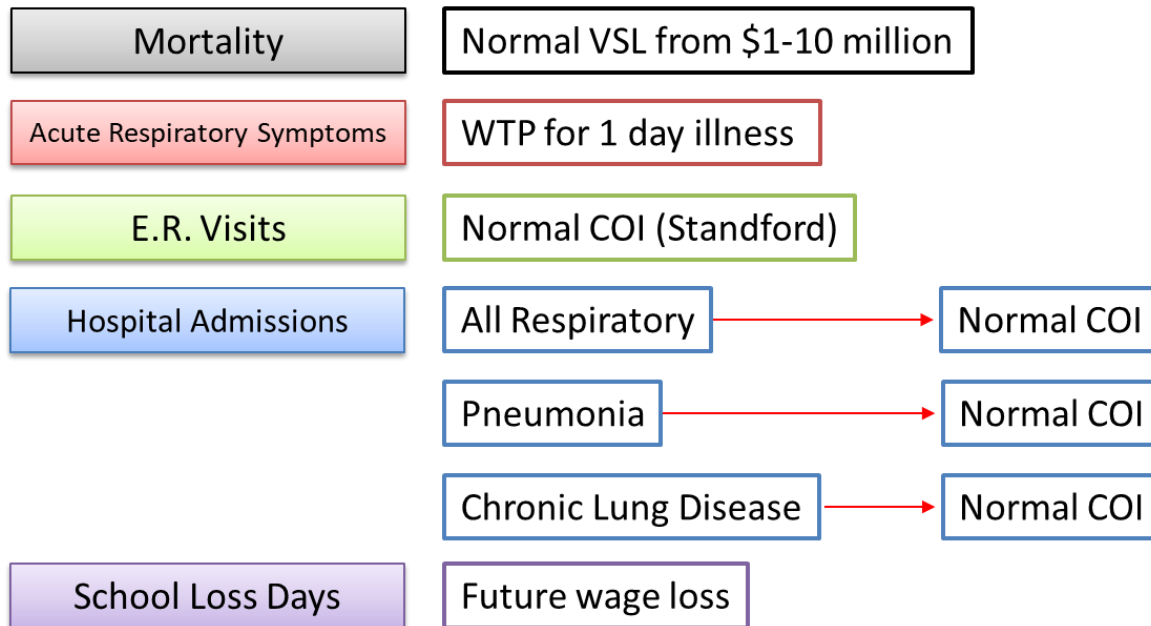 Mortality
Normal VSL from $1-10 million
Acute Respiratory Symptoms
WTP for 1 day illness
E.R. Visits
Normal COI (Standford)
Hospital Admissions
All Respiratory
Normal COI
Pneumonia
Normal COI
Chronic Lung Disease
Normal COI
School Loss Days
Future wage loss